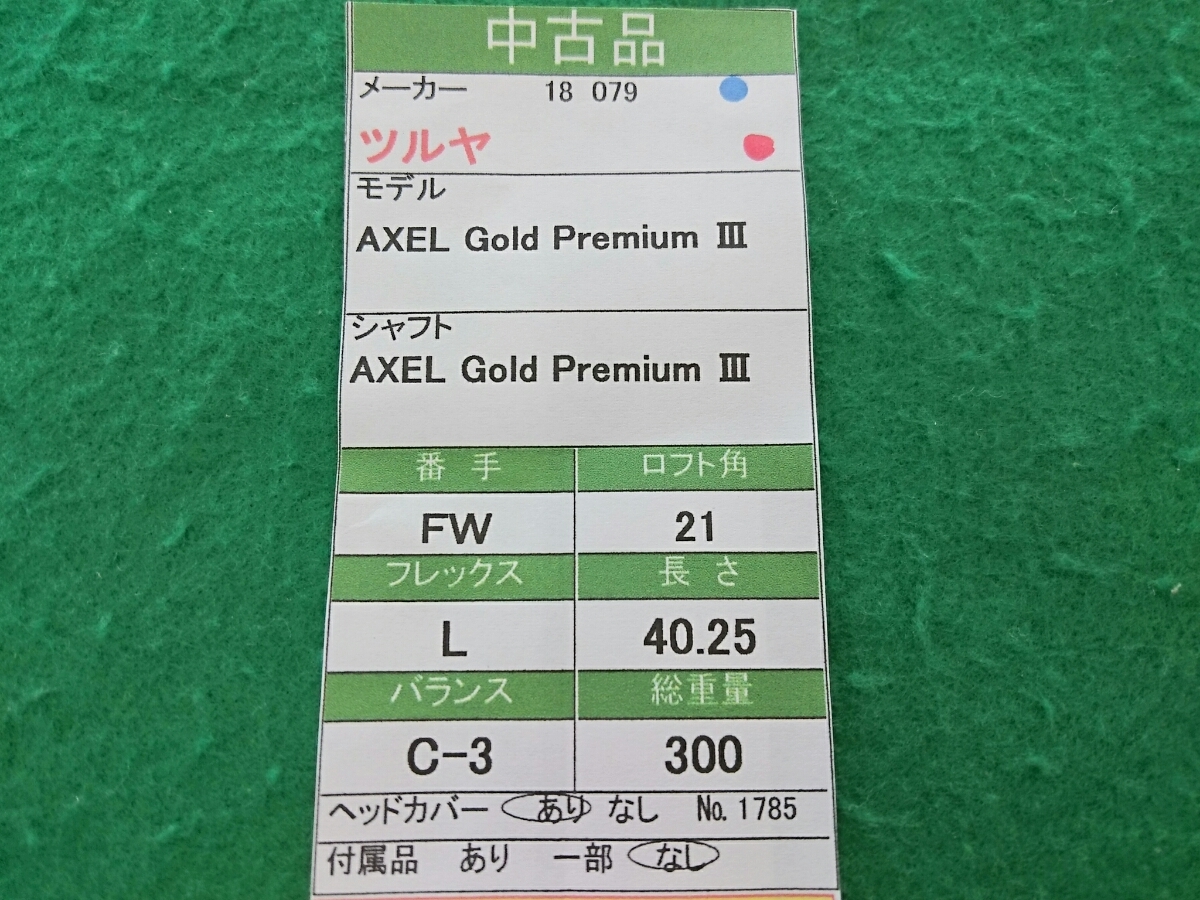 中古品
メーカー 18 079
ツルヤ
モデル
AXEL Gold Premium Ⅲ
シャフト
AXEL Gold Premium Ⅲ
番手 ロフト角
FW 21
フレックス 長さ
L 40.25
バランス 総重量
C-3 300
ヘッドカバー あり なし No. 1785
付属品 あり 一部 なし